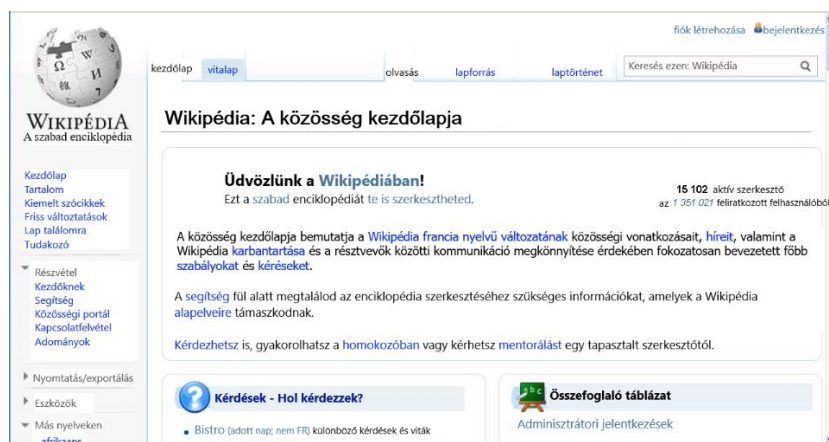 fiók létrehozása bejelentkezés
kezdőlap vitalap olvasás lapforrás laptörténet Keresés ezen: Wikipédia
WIKIPÉDIA
A szabad enciklopédia
Wikipédia: A közösség kezdőlapja
Kezdőlap
Tartalom
Kiemelt szócikkek
Friss változtatások
Lap találomra
Tudakozó
Részvétel
Kezdőknek
Segítség
Közösségi portál
Kapcsolatfelvétel
Adományok
Nyomtatás/exportálás
Eszközök
Más nyelveken
afrikaans
Üdvözlünk a Wikipédiában!
Ezt a szabad enciklopédiát te is szerkesztheted.
15 102 aktív szerkesztő
az 1 351 021 feliratkozott felhasználóból
A közösség kezdőlapja bemutatja a Wikipédia francia nyelvű változatának közösségi vonatkozásait, híreit, valamint a
Wikipédia karbantartása és a résztvevők közötti kommunikáció megkönnyítése érdekében fokozatosan bevezetett főbb
szabályokat és kéréseket.
A segítség fül alatt megtalálod az enciklopédia szerkesztéséhez szükséges információkat, amelyek a Wikipédia
alapelveire támaszkodnak.
Kérdezhetsz is, gyakorolhatsz a homokozóban vagy kérhetsz mentorálást egy tapasztalt szerkesztőtől.
Kérdések - Hol kérdezzek?
Bistro (adott nap; nem FR) különböző kérdések és viták
Összefoglaló táblázat
Adminisztrátori jelentkezések